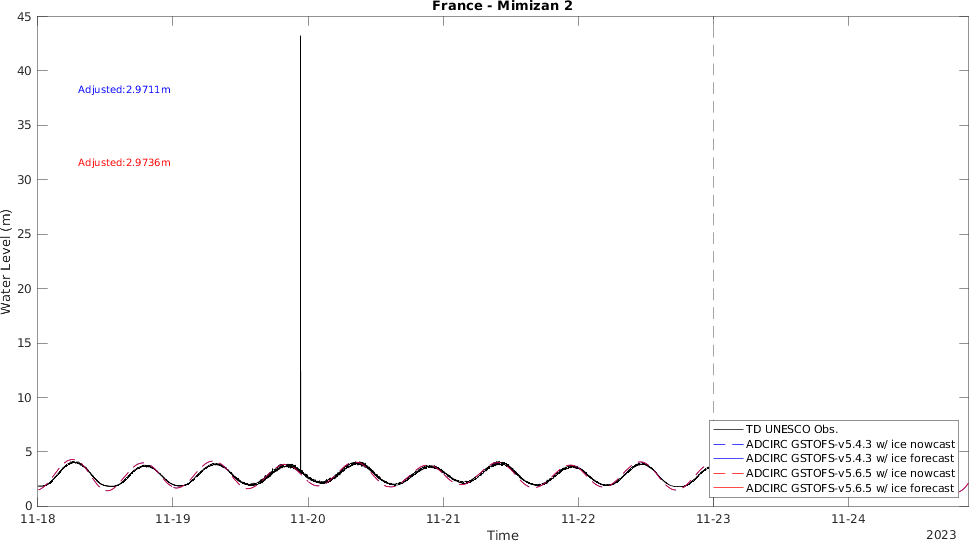 France - Mimizan 2
45
40
35
30
25
20
15
10
5
0
Water Level (m)
Adjusted:2.9711m
Adjusted:2.9736m
TD UNESCO Obs.
ADCIRC GSTOFS-v5.4.3 w/ ice nowcast
ADCIRC GSTOFS-v5.4.3 w/ ice forecast
ADCIRC GSTOFS-v5.6.5 w/ ice nowcast
ADCIRC GSTOFS-v5.6.5 w/ ice forecast
11-18 11-19 11-20 11-21 11-22 11-23 11-24
Time
2023